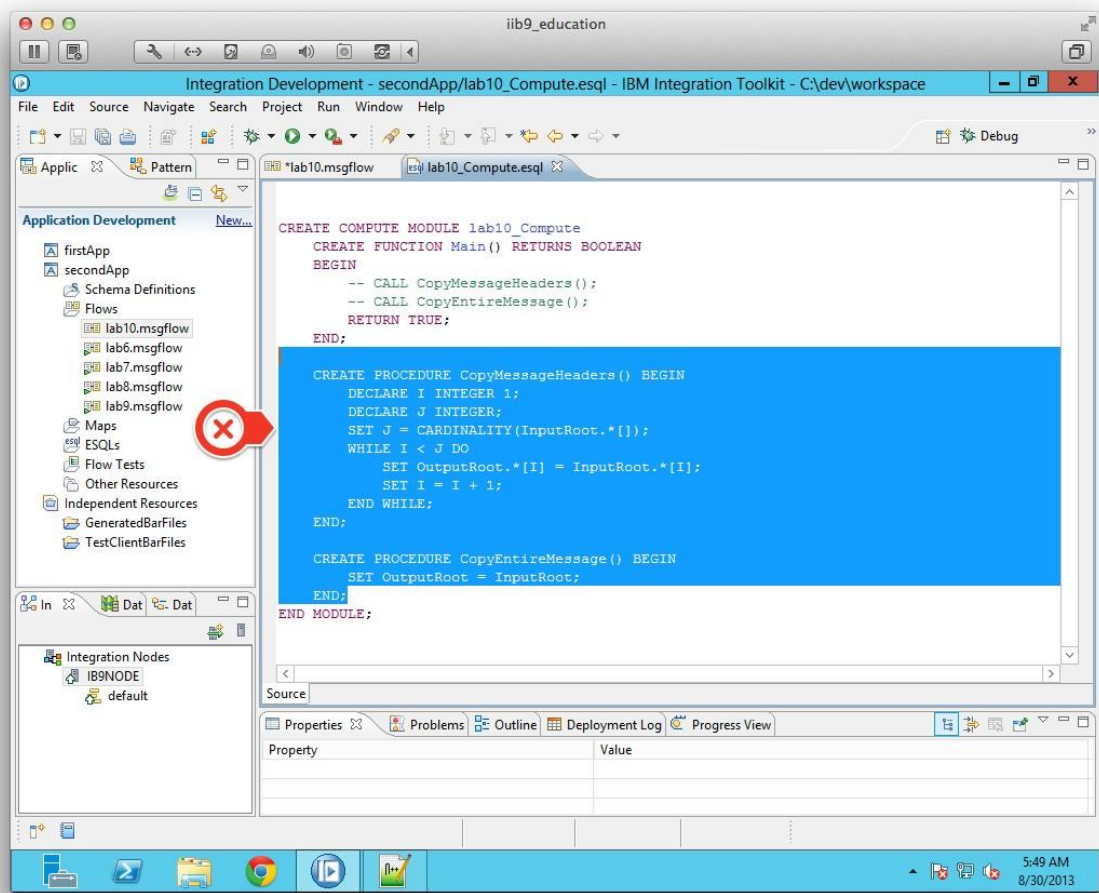 iib9_education
Integration Development - secondApp/lab10_Compute.esql - IBM Integration Toolkit - C:\dev\workspace
File Edit Source Navigate Search Project Run Window Help
Debug
Applic Pattern
*lab10.msgflow
lab10_Compute.esql
Application Development New...
firstApp
secondApp
Schema Definitions
Flows
lab10.msgflow
lab6.msgflow
lab7.msgflow
lab8.msgflow
lab9.msgflow
Maps
ESQLs
Flow Tests
Other Resources
Independent Resources
GeneratedBarFiles
TestClientBarFiles
CREATE COMPUTE MODULE lab10_Compute
CREATE FUNCTION Main() RETURNS BOOLEAN
BEGIN
-- CALL CopyMessageHeaders();
-- CALL CopyEntireMessage();
RETURN TRUE;
END;
CREATE PROCEDURE CopyMessageHeaders() BEGIN
DECLARE I INTEGER 1;
DECLARE J INTEGER;
SET J = CARDINALITY(InputRoot.*[]);
WHILE I < J DO
SET OutputRoot.*[I] = InputRoot.*[I];
SET I = I + 1;
END WHILE;
END;
CREATE PROCEDURE CopyEntireMessage() BEGIN
SET OutputRoot = InputRoot;
END;
END MODULE;
Source
In Dat Dat
Integration Nodes
IB9NODE
default
Properties Problems Outline Deployment Log Progress View
Property Value
5:49 AM
8/30/2013